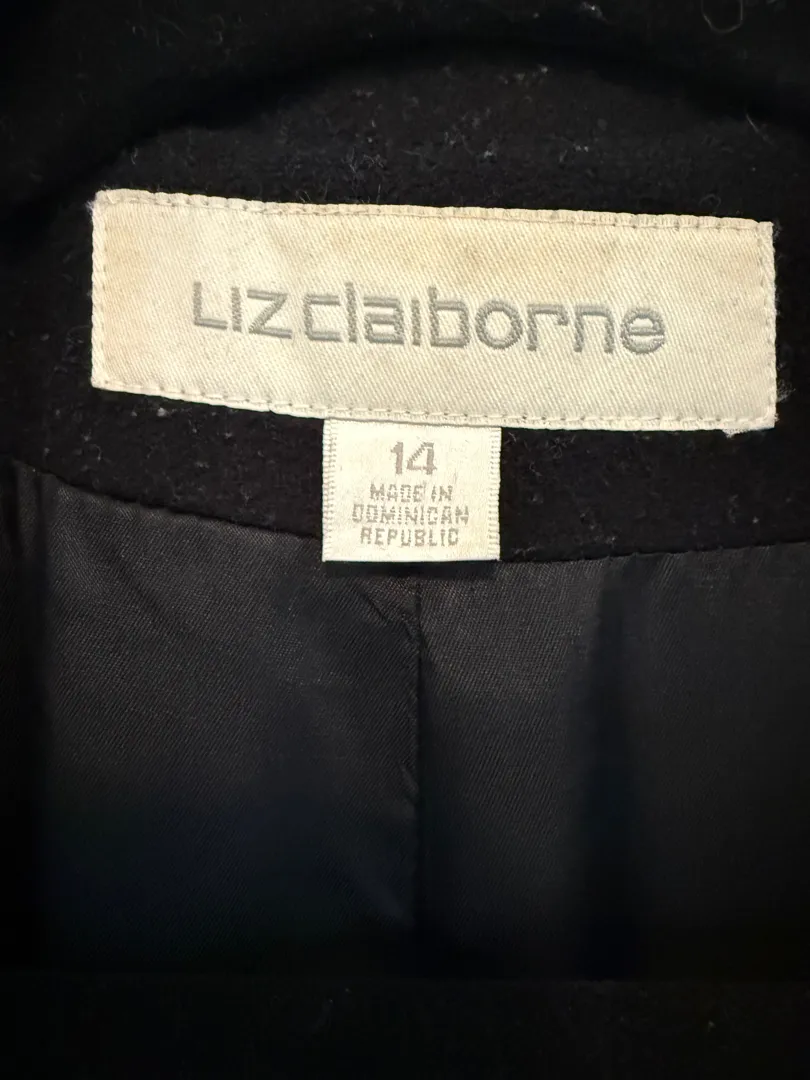 LIZ claiborne
14
MADE IN
DOMINICAN
REPUBLIC